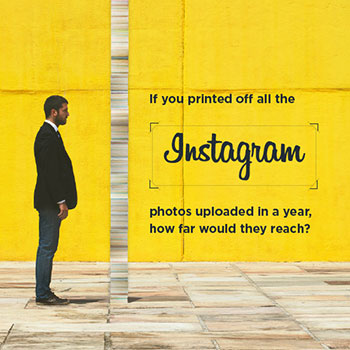 If you printed off all the
Instagram
photos uploaded in a year,
how far would they reach?